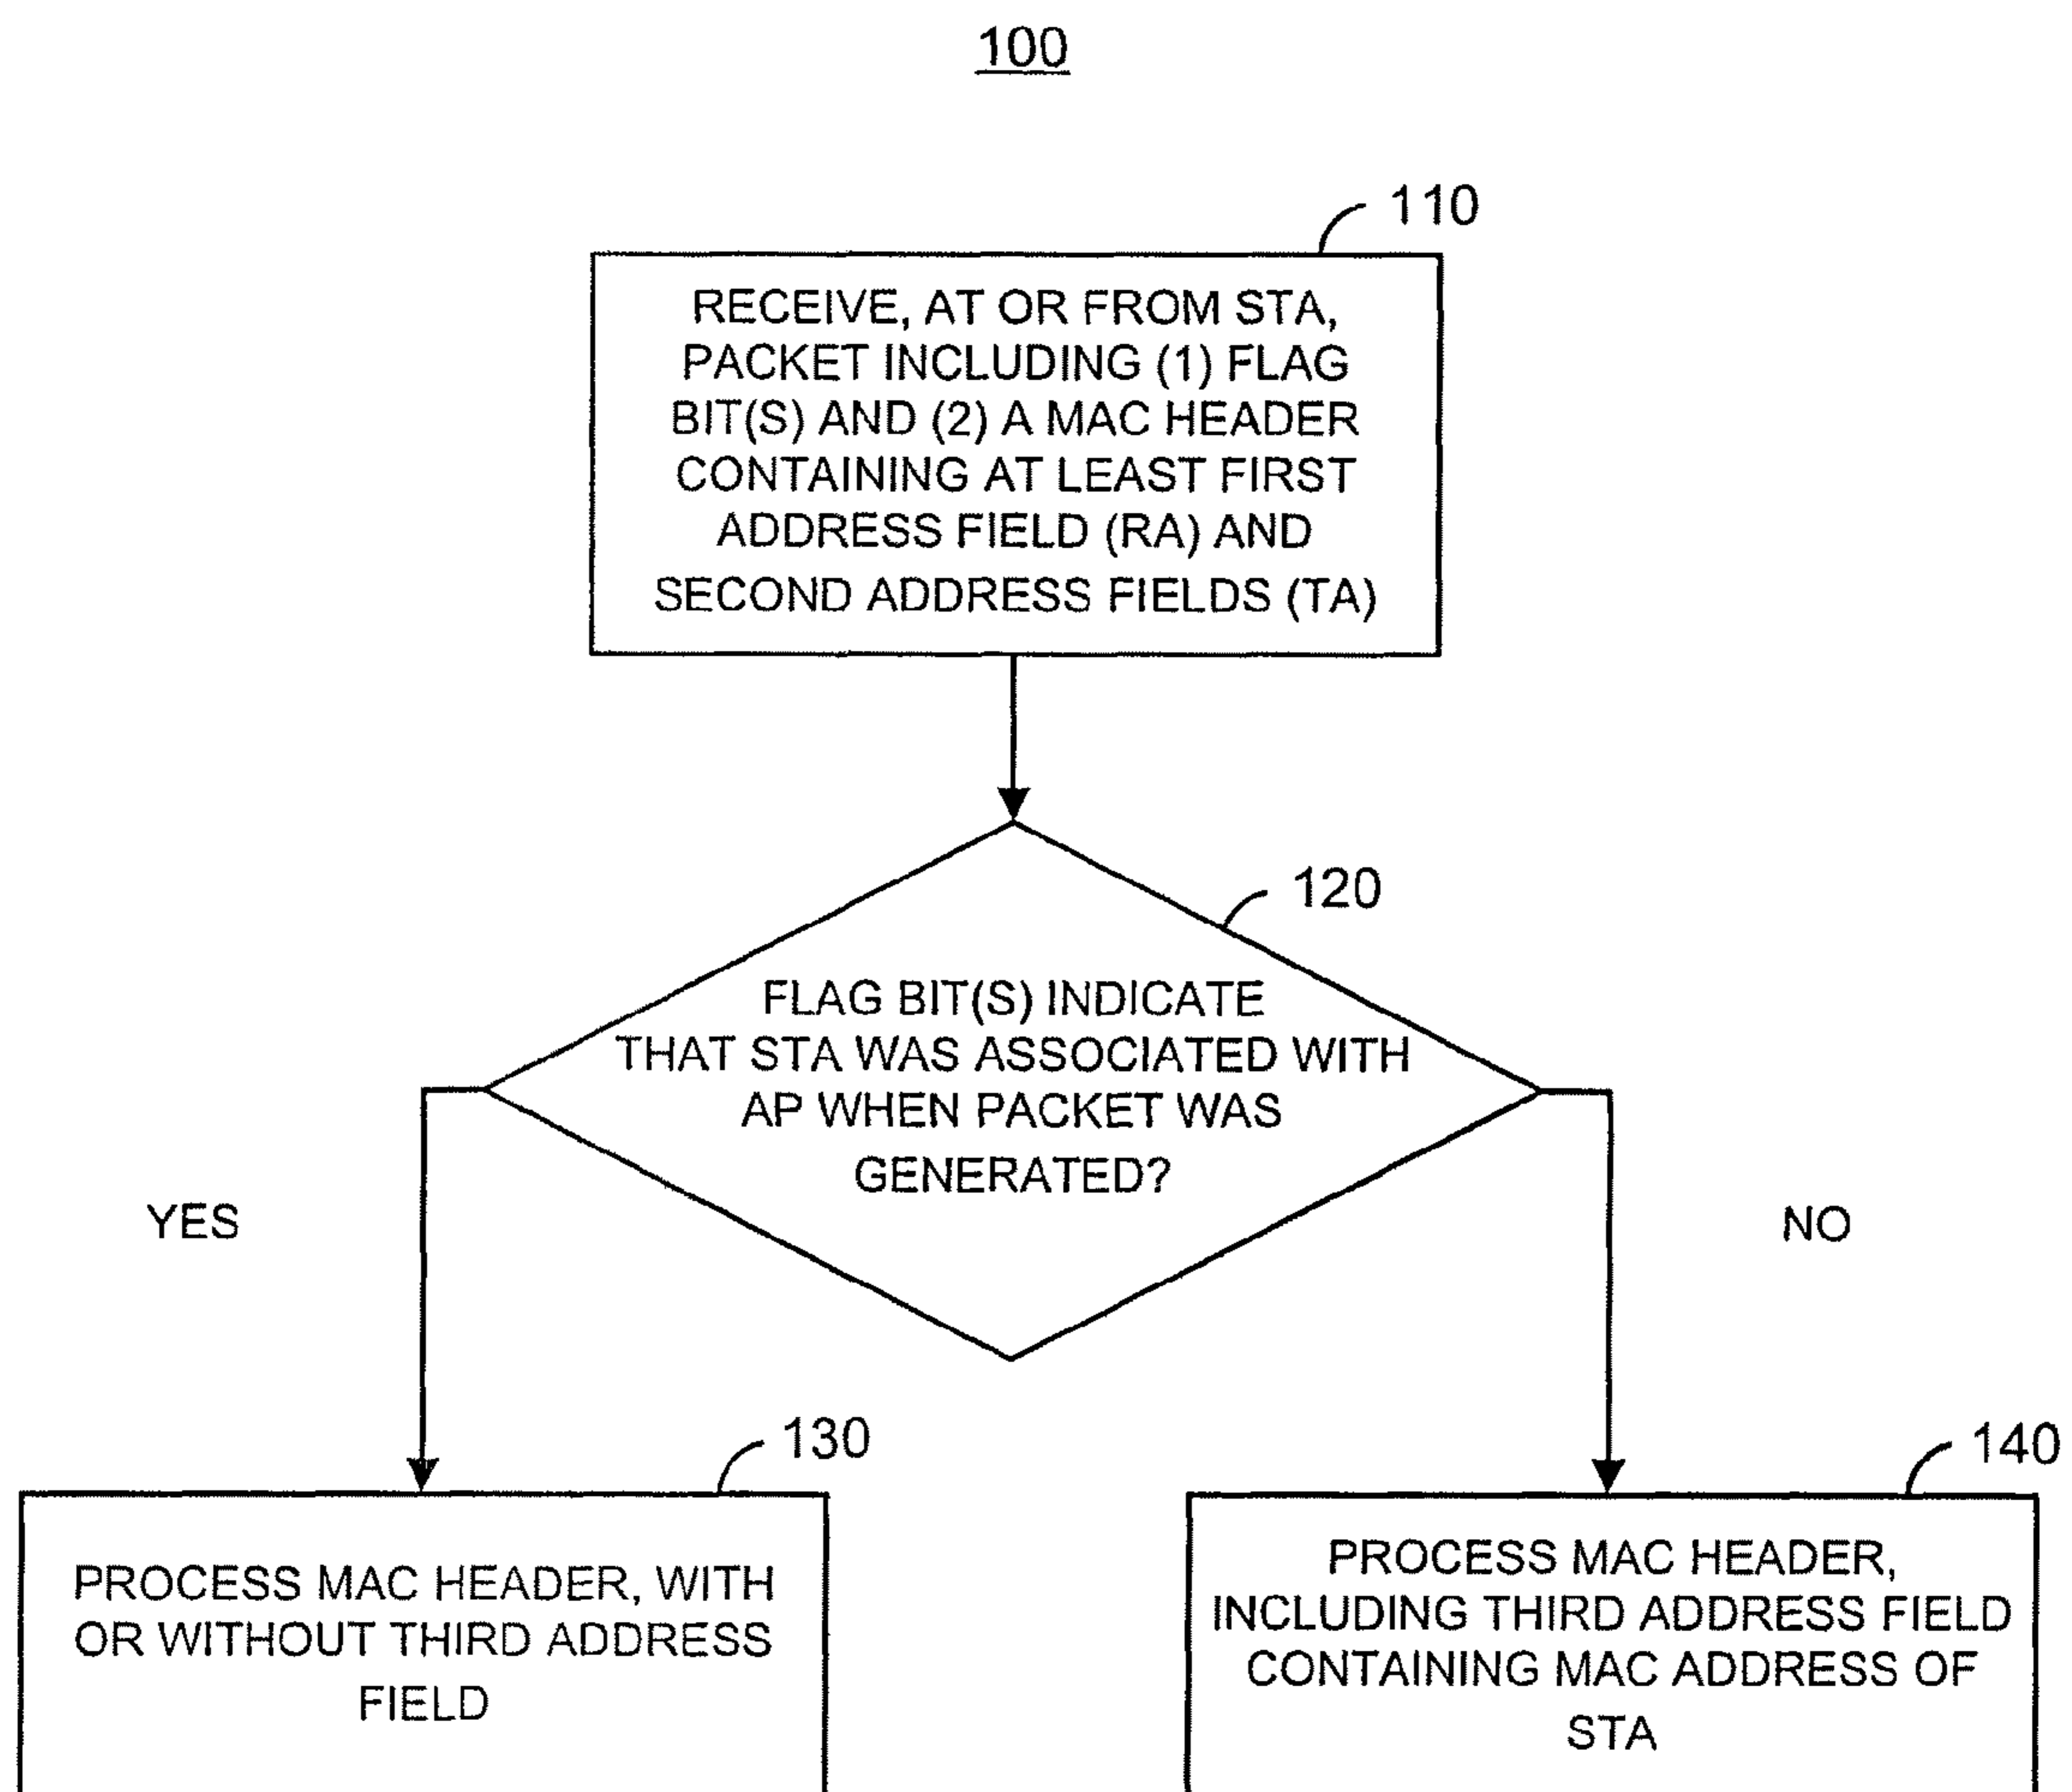 100
110
RECEIVE, AT OR FROM STA,
PACKET INCLUDING (1) FLAG
BIT(S) AND (2) A MAC HEADER
CONTAINING AT LEAST FIRST
ADDRESS FIELD (RA) AND
SECOND ADDRESS FIELDS (TA)
120
FLAG BIT(S) INDICATE
THAT STA WAS ASSOCIATED WITH
AP WHEN PACKET WAS
GENERATED?
YES
NO
130
PROCESS MAC HEADER, WITH
OR WITHOUT THIRD ADDRESS
FIELD
140
PROCESS MAC HEADER,
INCLUDING THIRD ADDRESS FIELD
CONTAINING MAC ADDRESS OF
STA